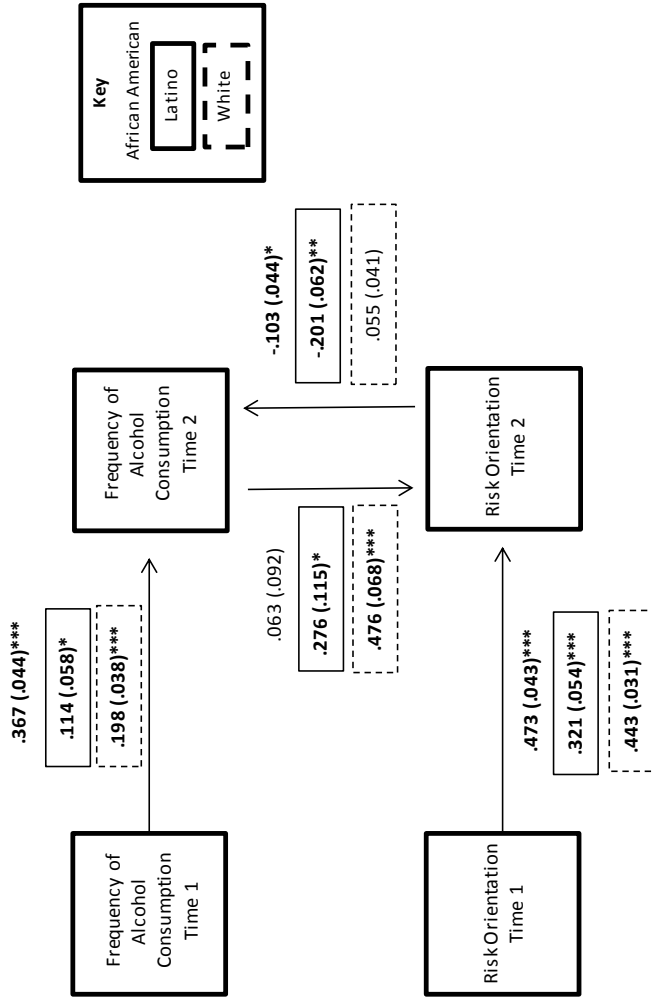 Key
African American
Latino
White
.367 (.044)***
.114 (.058)*
.198 (.038)***
Frequency of
Alcohol
Consumption
Time 1
Frequency of
Alcohol
Consumption
Time 2
.063 (.092)
.276 (.115)*
.476 (.068)***
-.103 (.044)*
-.201 (.062)**
.055 (.041)
Risk Orientation
Time 1
Risk Orientation
Time 2
.473 (.043)***
.321 (.054)***
.443 (.031)***